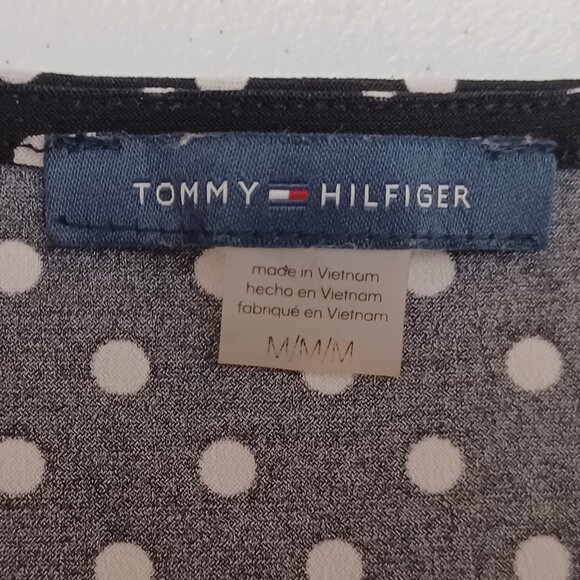 TOMMY HILFIGER
made in Vietnam
hecho en Vietnam
fabriqué en Vietnam
M/M/M